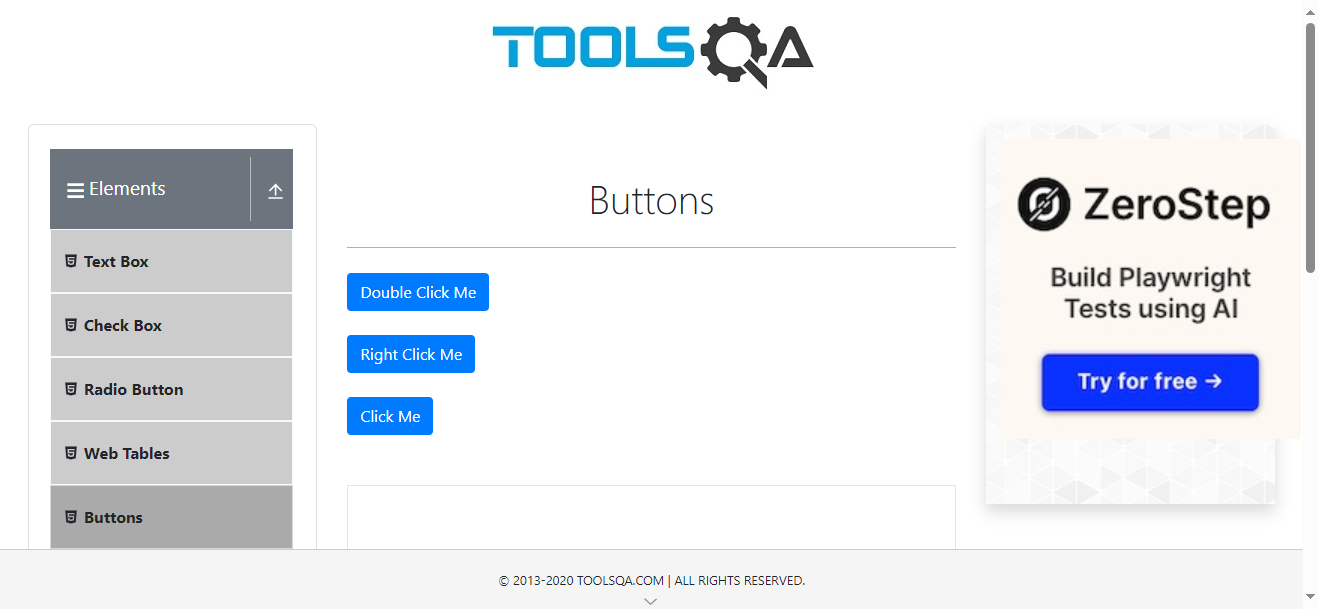 TOOLSQA
Elements
Text Box
Check Box
Radio Button
Web Tables
Buttons
Buttons
Double Click Me
Right Click Me
Click Me
ZeroStep
Build Playwright
Tests using AI
Try for free →
© 2013-2020 TOOLSQA.COM | ALL RIGHTS RESERVED.